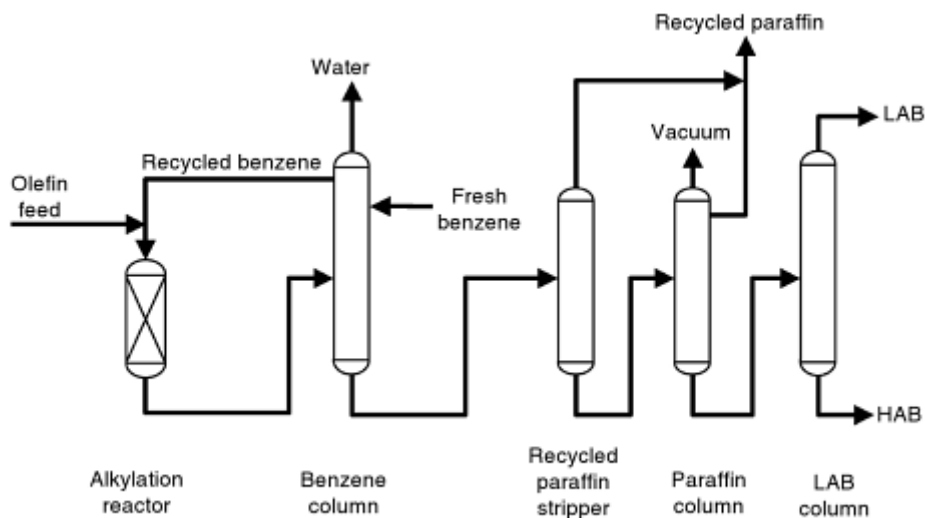 Recycled paraffin
Water
Vacuum
LAB
Recycled benzene
Olefin
feed
Fresh
benzene
HAB
Alkylation
reactor
Benzene
column
Recycled
paraffin
stripper
Paraffin
column
LAB
column